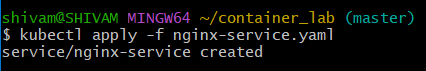 shivam@SHIVAM MINGW64 ~/container_lab (master)
$ kubectl apply -f nginx-service.yaml
service/nginx-service created